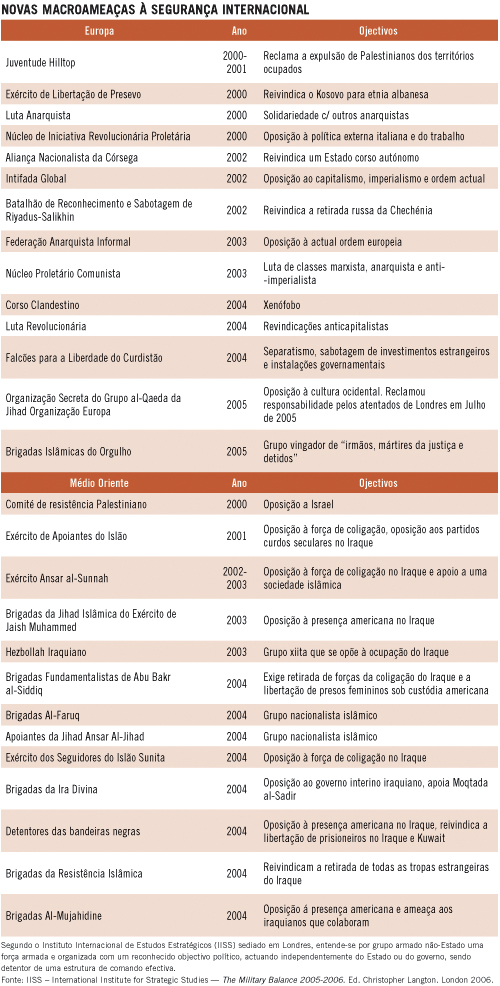 NOVAS MACROAMEAÇAS À SEGURANÇA INTERNACIONAL
Europa Ano Ojectivos
Juventude Hilltop 2000-2001 Reclama a expulsão de Palestinianos dos territórios
ocupados
Exército de Libertação de Presevo 2000 Reivindica o Kosovo para etnia albanesa
Luta Anarquista 2000 Solidariedade c/ outros anarquistas
Núcleo de Iniciativa Revolucionária Proletária 2000 Oposição à política externa italiana e do trabalho
Aliança Nacionalista da Córsega 2002 Reivindica um Estado corso autónomo
Intifada Global 2002 Oposição ao capitalismo, imperialismo e ordem actual
Batalhão de Reconhecimento e Sabotagem de
Riyadus-Salikhin 2002 Reivindica a retirada russa da Chechénia
Federação Anarquista Informal 2003 Oposição à actual ordem europeia
Núcleo Proletário Comunista 2003 Luta de classes marxista, anarquista e anti-
-imperialista
Corso Clandestino 2004 Xenófobo
Luta Revolucionária 2004 Revindicações anticapitalistas
Falcões para a Liberdade do Curdistão 2004 Separatismo, sabotagem de investimentos estrangeiros
e instalações governamentais
Organização Secreta do Grupo al-Qaeda da
Jihad Organização Europa 2005 Oposição à cultura ocidental. Reclamou
responsabilidade pelos atentados de Londres em Julho
de 2005
Brigadas Islâmicas do Orgulho 2005 Grupo vingador de “irmãos, mártires da justiça e
detidos”
Médio Oriente Ano Ojectivos
Comité de resistência Palestiniano 2000 Oposição a Israel
Exército de Apoiantes do Islão 2001 Oposição à força de coligação, oposição aos partidos
curdos seculares no Iraque
Exército Ansar al-Sunnah 2002-2003 Oposição à força de coligação no Iraque e apoio a uma
sociedade islâmica
Brigadas da Jihad Islâmica do Exército de
Jaish Muhammed 2003 Oposição à presença americana no Iraque
Hezbollah Iraquiano 2003 Grupo xiita que se opõe à ocupação do Iraque
Brigadas Fundamentalistas de Abu Bakr
al-Siddiq 2004 Exige retirada de forças da coligação do Iraque e a
libertação de presos femininos sob custódia americana
Brigadas Al-Faruq 2004 Grupo nacionalista islâmico
Apoiantes da Jihad Ansar Al-Jihad 2004 Grupo nacionalista islâmico
Exército dos Seguidores do Islão Sunita 2004 Oposição à força de coligação no Iraque
Brigadas da Ira Divina 2004 Oposição ao governo interino iraquiano, apoia Moqtada
al-Sadir
Detentores das bandeiras negras 2004 Oposição à presença americana no Iraque, reivindica a
libertação de prisioneiros no Iraque e Kuwait
Brigadas da Resistência Islâmica 2004 Reivindicam a retirada de todas as tropas estrangeiras
do Iraque
Brigadas Al-Mujahidine 2004 Oposição á presença americana e ameaça aos
iraquianos que colaboram
Segundo o Instituto Internacional de Estudos Estratégicos (IISS) sediado em Londres, entende-se por grupo armado não-Estado uma
força armada e organizada com um reconhecido objectivo político, actuando independentemente do Estado ou do governo, sendo
detentor de uma estrutura de comando efectiva.
Fonte: IISS – International Institute for Strategic Studies — The Military Balance 2005-2006. Ed. Christopher Langton. London 2006.